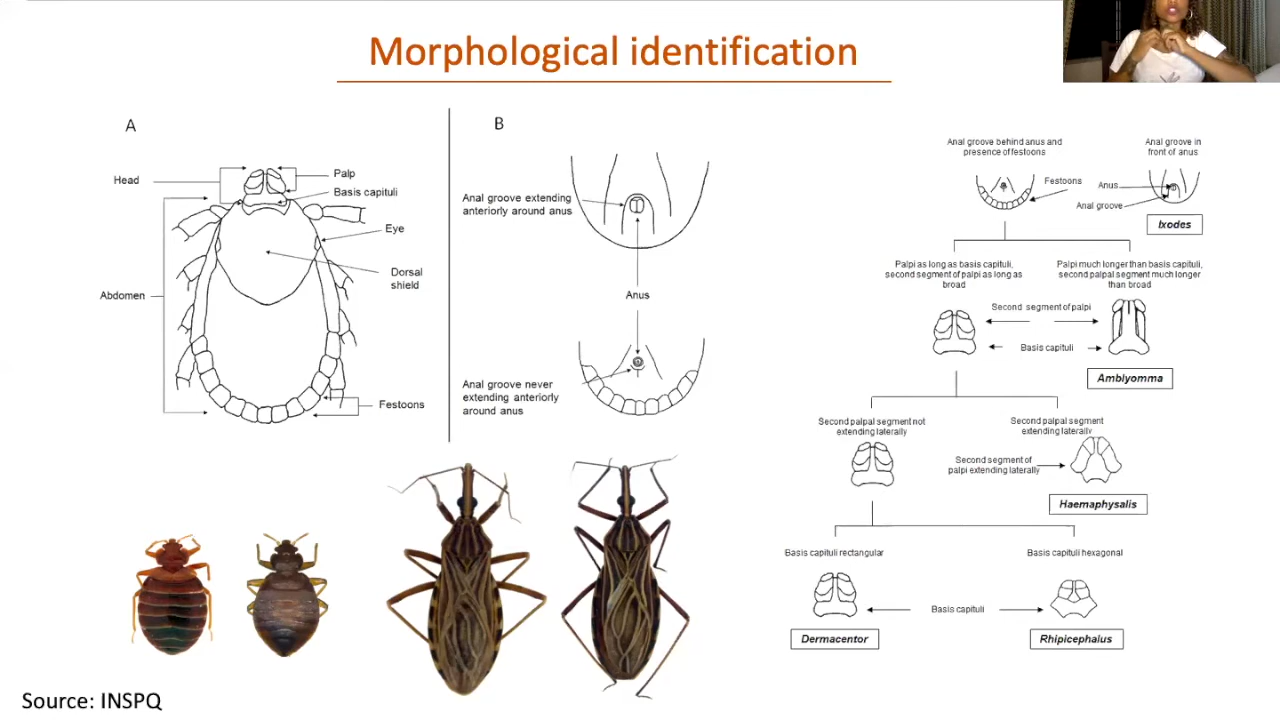 Morphological identification
A
Head
Palp
Basis capituli
Eye
Dorsal
shield
Abdomen
Festoons
B
Anal groove extending
anteriorly around anus
Anus
Anal groove never
extending anteriorly
around anus
Anal groove behind anus and
presence of festoons
Anal groove in
front of anus
Festoons
Anus
Anal groove
Ixodes
Palpi as long as basis capituli,
second segment of palpi as long as
broad
Palpi much longer than basis capituli,
second palpal segment much longer
than broad
Second segment of palpi
Basis capituli
Amblyomma
Second palpal segment not
extending laterally
Second palpal segment
extending laterally
Second segment of
palpi extending laterally
Haemaphysalis
Basis capituli rectangular
Basis capituli hexagonal
Basis capituli
Dermacentor
Rhipicephalus
Source: INSPQ